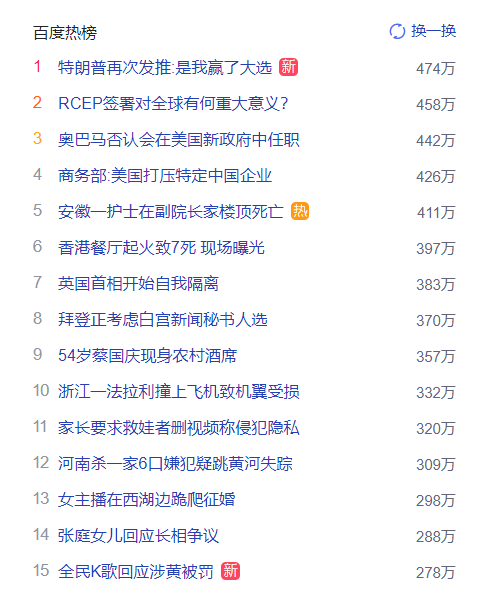 百度热榜 换一换
1 特朗普再次发推:是我赢了大选 新 474万
2 RCEP签署对全球有何重大意义? 458万
3 奥巴马否认会在美国新政府中任职 442万
4 商务部:美国打压特定中国企业 426万
5 安徽一护士在副院长家楼顶死亡 热 411万
6 香港餐厅起火致7死 现场曝光 397万
7 英国首相开始自我隔离 383万
8 拜登正考虑白宫新闻秘书人选 370万
9 54岁蔡国庆现身农村酒席 357万
10 浙江一法拉利撞上飞机致机翼受损 332万
11 家长要求救娃者删视频称侵犯隐私 320万
12 河南杀一家6口嫌犯疑跳黄河失踪 309万
13 女主播在西湖边跪爬征婚 298万
14 张庭女儿回应长相争议 288万
15 全民K歌回应涉黄被罚 新 278万